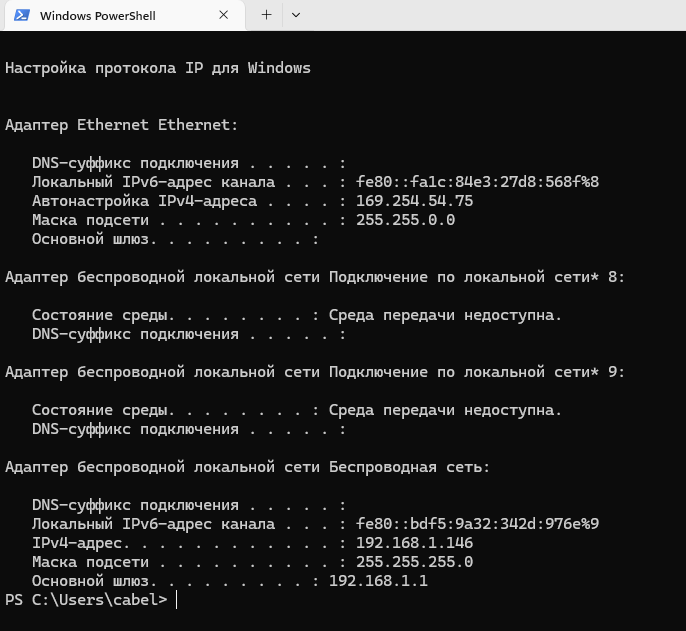 Windows PowerShell
Настройка протокола IP для Windows
Адаптер Ethernet Ethernet:
DNS-суффикс подключения . . . . . :
Локальный IPv6-адрес канала . . . : fe80::fa1c:84e3:27d8:568f%8
Автонастройка IPv4-адреса . . . . : 169.254.54.75
Маска подсети . . . . . . . . . . : 255.255.0.0
Основной шлюз. . . . . . . . . :
Адаптер беспроводной локальной сети Подключение по локальной сети* 8:
Состояние среды. . . . . . . . : Среда передачи недоступна.
DNS-суффикс подключения . . . . . :
Адаптер беспроводной локальной сети Подключение по локальной сети* 9:
Состояние среды. . . . . . . . : Среда передачи недоступна.
DNS-суффикс подключения . . . . . :
Адаптер беспроводной локальной сети Беспроводная сеть:
DNS-суффикс подключения . . . . . :
Локальный IPv6-адрес канала . . . : fe80::bdf5:9a32:342d:976e%9
IPv4-адрес. . . . . . . . . . . . : 192.168.1.146
Маска подсети . . . . . . . . . . : 255.255.255.0
Основной шлюз. . . . . . . . . : 192.168.1.1
PS C:\Users\cabel>